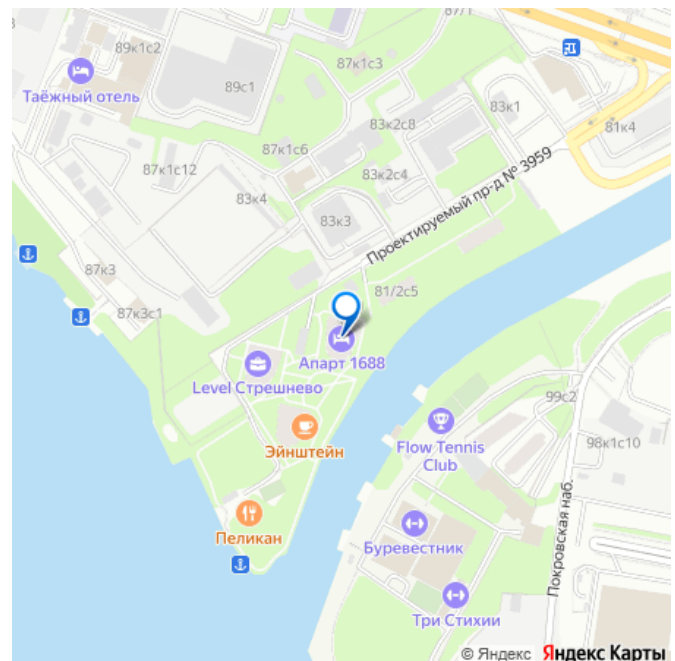 87/1
89к1с2
87к1с3
Таёжный отель
89с1
83к1
83к2с8
81к4
87к1с6
87к1с12
83к2с4
Проектируемый пр-д № 3959
83к4
83к3
87к3
81/2с5
87к3с1
Апарт 1688
Level Стрешнево
99с2
Эйнштейн
Flow Tennis
Club
98к1с10
Покровская наб.
Пеликан
Буревестник
Три Стихии
© Яндекс Яндекс Карты